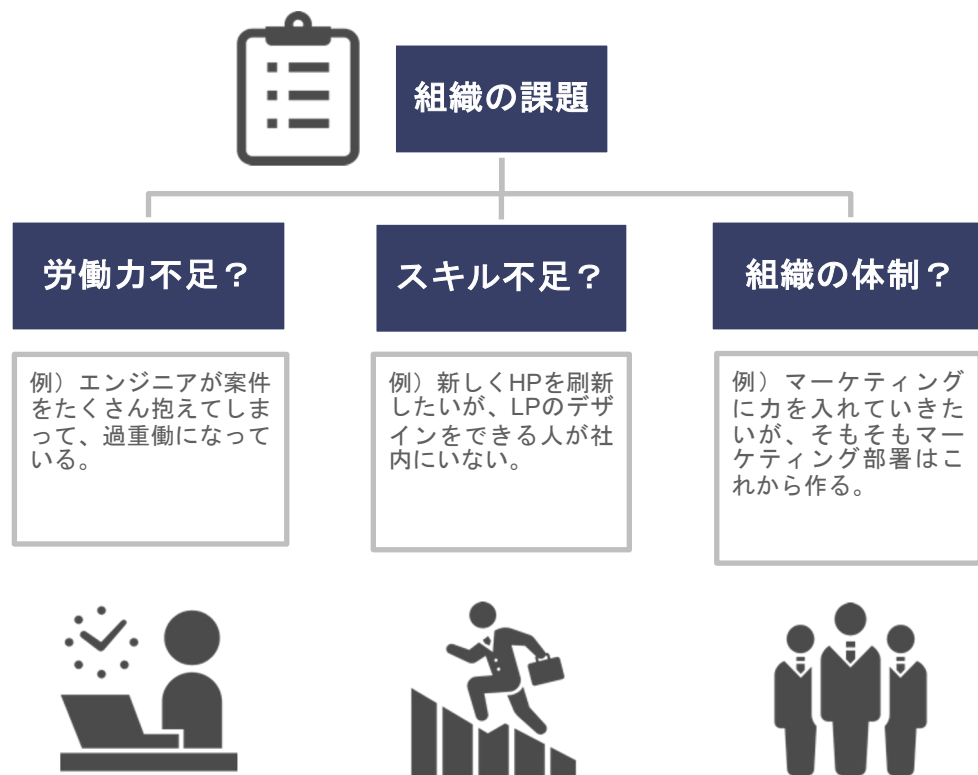 組織の課題
労働力不足？
スキル不足？
組織の体制？
例）エンジニアが案件
をたくさん抱えてしま
って、過重働になって
いる。
例）新しくHPを刷新
したいが、LPのデザ
インをできる人が社
内にいない。
例）マーケティング
に力を入れていきた
いが、そもそもマー
ケティング部署はこ
れから作る。